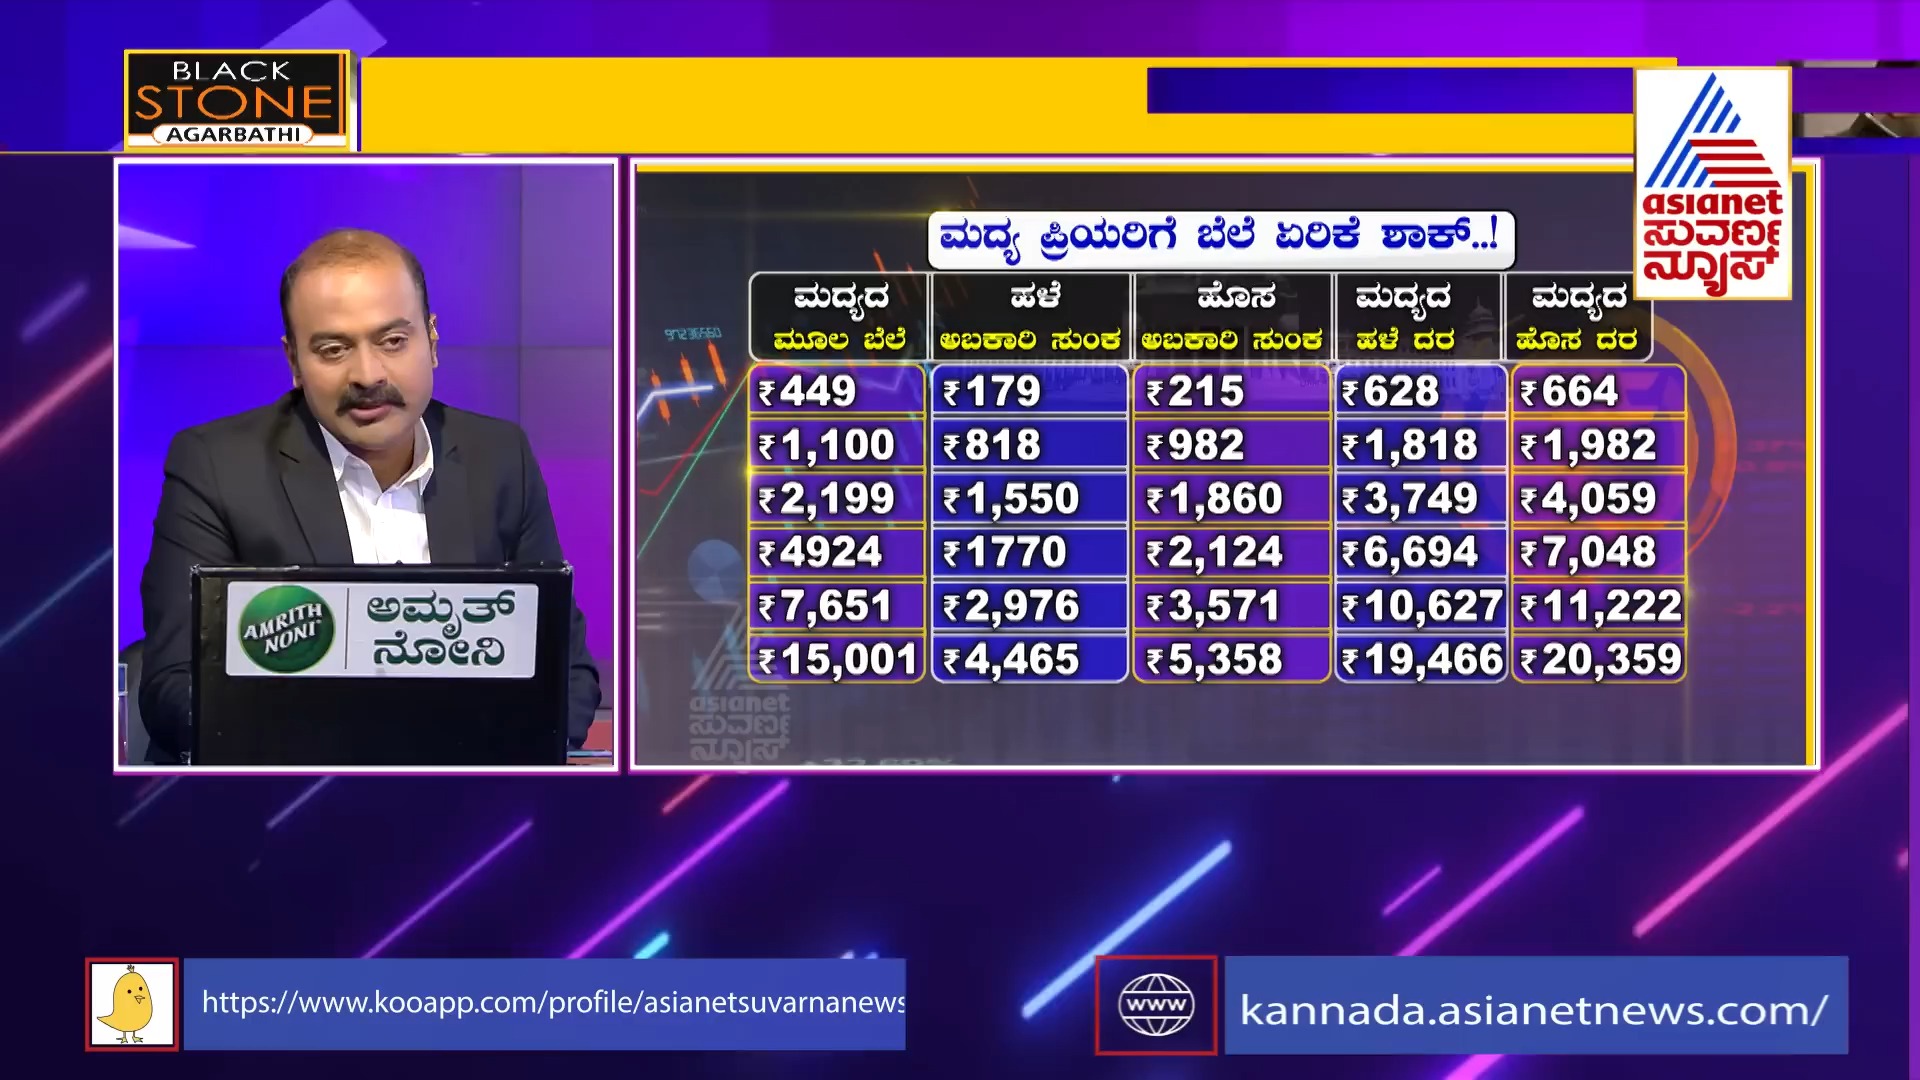 BLACK
STONE
AGARBATHI
asianet
ಸುವರ್ಣ
ನ್ಯೂಸ್
ಮದ್ಯ ಪ್ರಿಯರಿಗೆ ಬೆಲೆ ಏರಿಕೆ ಶಾಕ್..!
ಮದ್ಯದ ಮೂಲ ಬೆಲೆ | ಹಳೆ ಅಬಕಾರಿ ಸುಂಕ | ಹೊಸ ಅಬಕಾರಿ ಸುಂಕ | ಮದ್ಯದ ಹಳೆ ದರ | ಮದ್ಯದ ಹೊಸ ದರ
₹449 ₹179 ₹215 ₹628 ₹664
₹1,100 ₹818 ₹982 ₹1,818 ₹1,982
₹2,199 ₹1,550 ₹1,860 ₹3,749 ₹4,059
₹4924 ₹1770 ₹2,124 ₹6,694 ₹7,048
₹7,651 ₹2,976 ₹3,571 ₹10,627 ₹11,222
₹15,001 ₹4,465 ₹5,358 ₹19,466 ₹20,359
asianet
ಸುವರ್ಣ
ನ್ಯೂಸ್
AMRITH
NONI
ಅಮೃತ್
ನೋನಿ
https://www.kooapp.com/profile/asianetsuvarnanews
www
kannada.asianetnews.com/